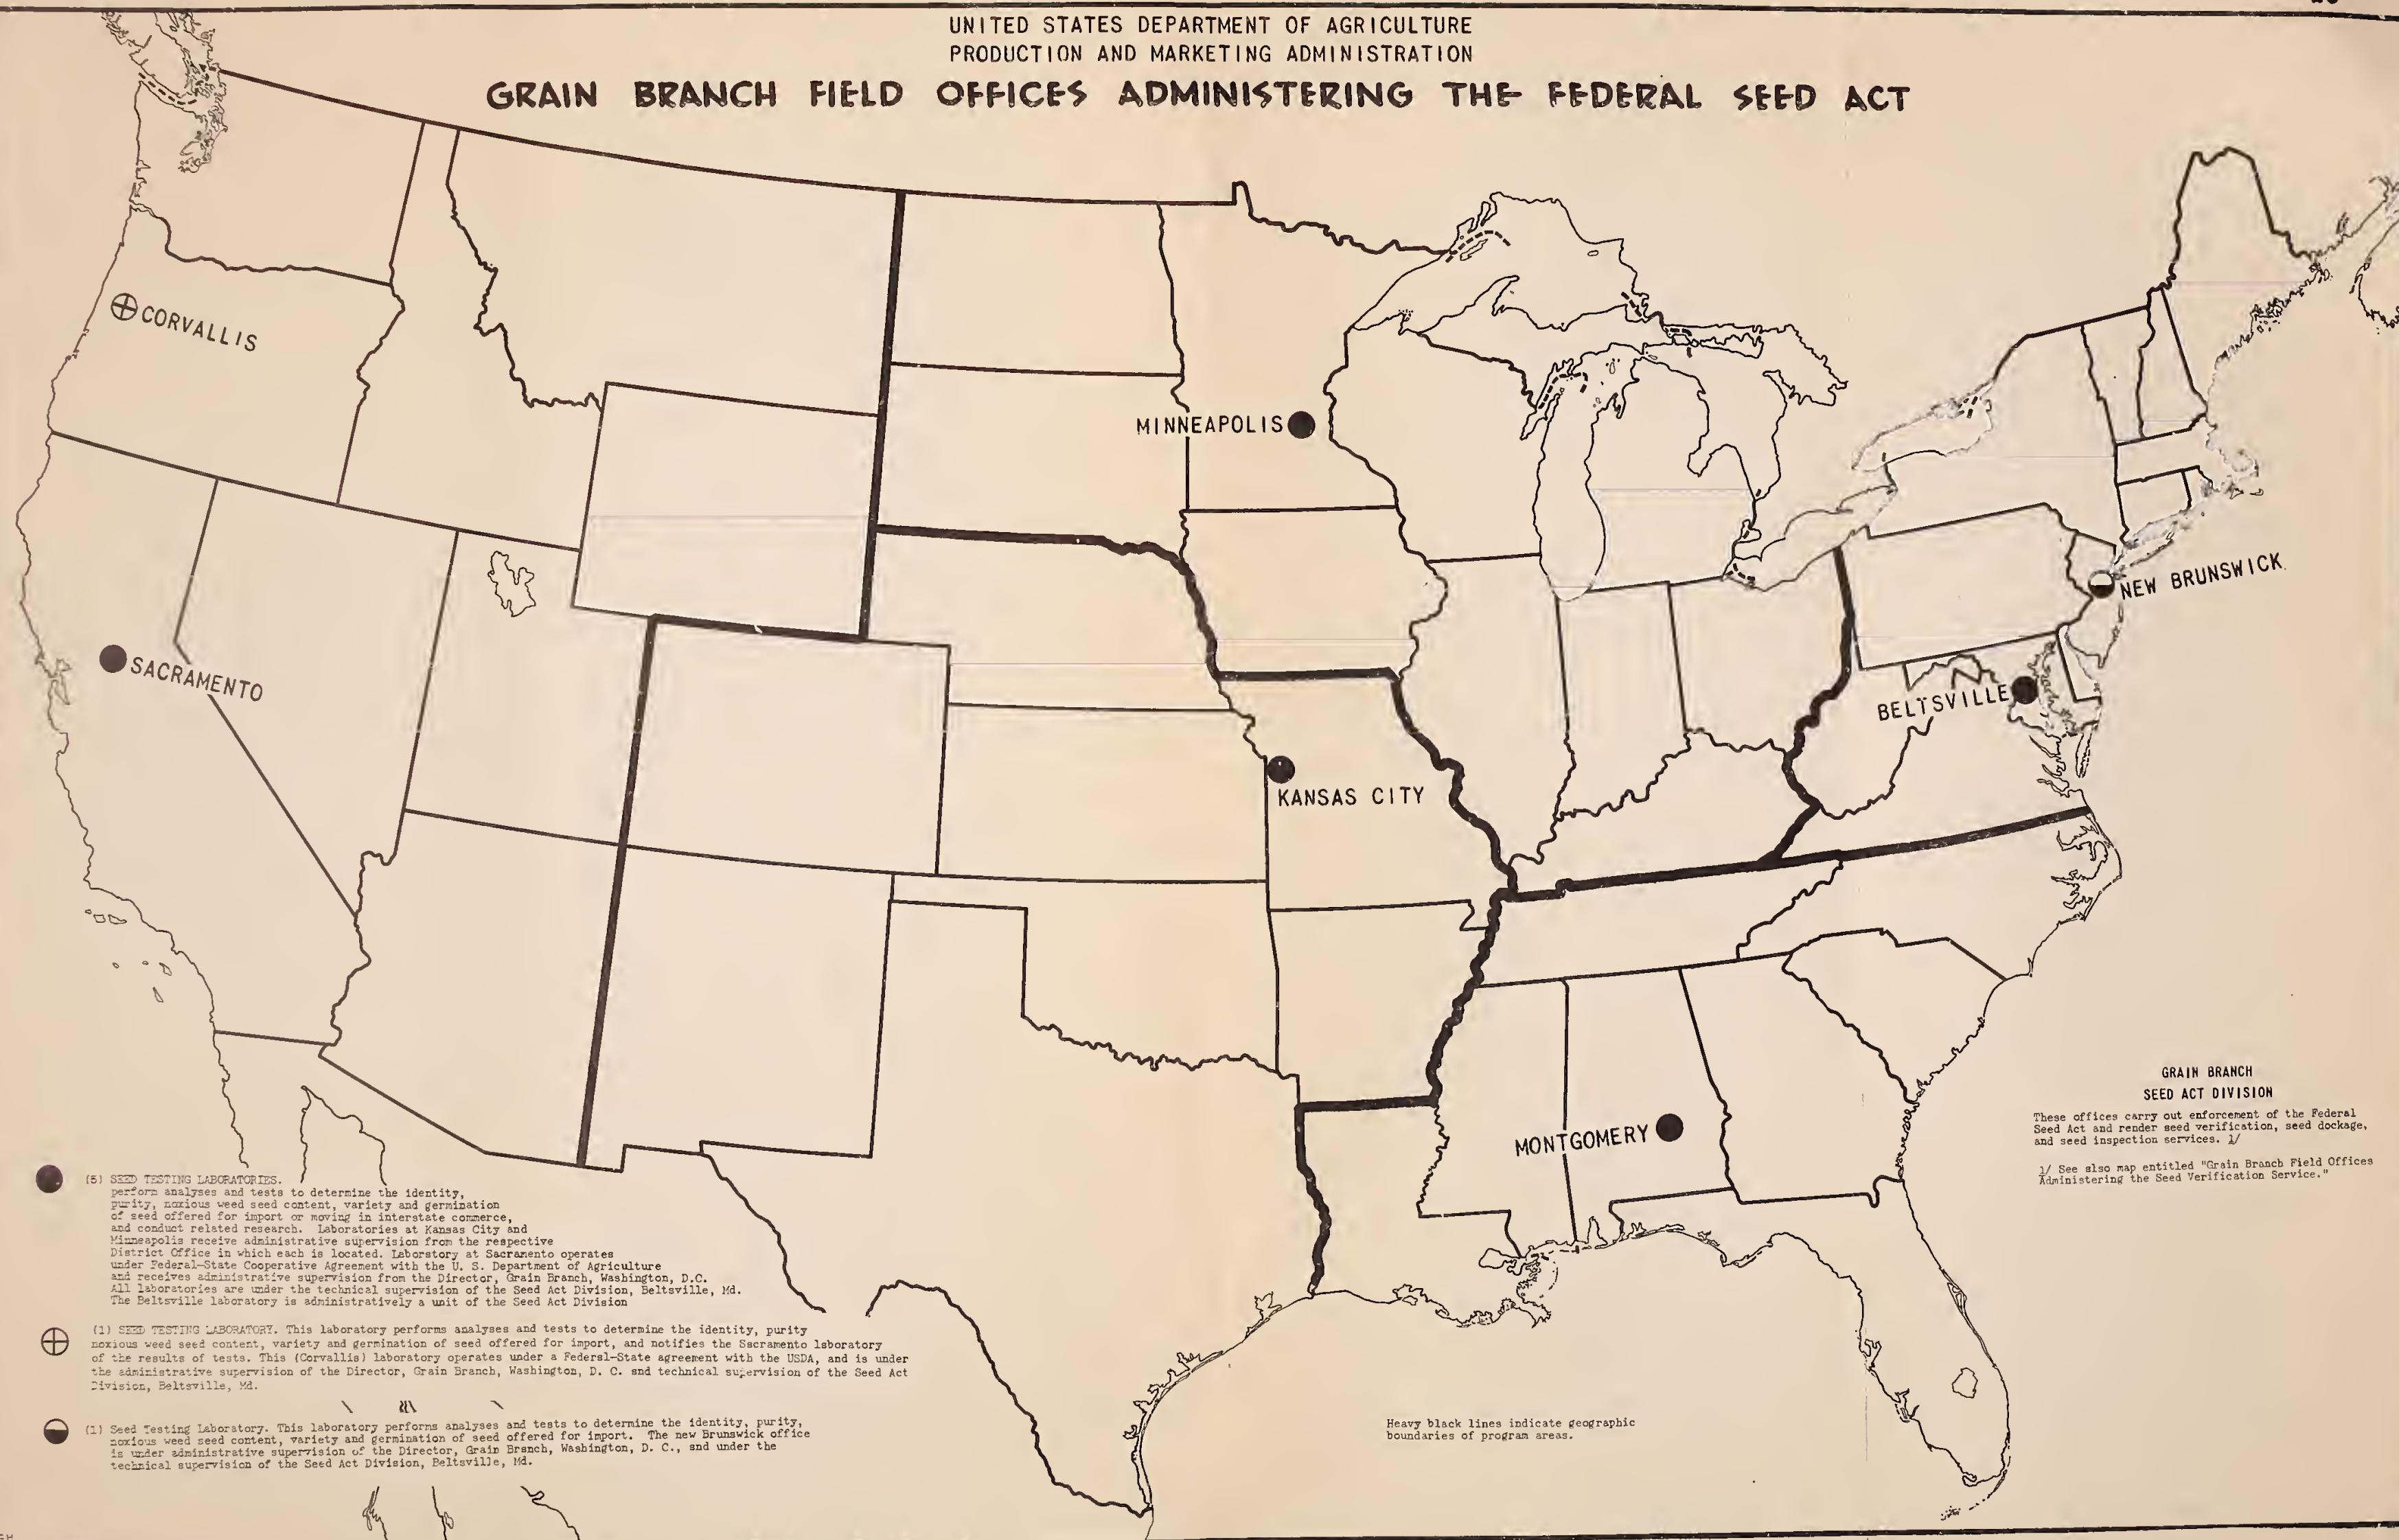 UNITED STATES DEPARTMENT OF AGRICULTURE
PRODUCTION AND MARKETING ADMINISTRATION
GRAIN BRANCH FIELD OFFICES ADMINISTERING THE FEDERAL SEED ACT
CORVALLIS
MINNEAPOLIS
NEW BRUNSWICK
SACRAMENTO
BELTSVILLE
KANSAS CITY
MONTGOMERY
GRAIN BRANCH
SEED ACT DIVISION
These offices carry out enforcement of the Federal
Seed Act and render seed verification, seed dockage,
and seed inspection services. 1/
1/ See also map entitled "Grain Branch Field Offices
Administering the Seed Verification Service."
(5) SEED TESTING LABORATORIES.
perform analyses and tests to determine the identity,
purity, noxious weed seed content, variety and germination
of seed offered for import or moving in interstate commerce,
and conduct related research. Laboratories at Kansas City and
Minneapolis receive administrative supervision from the respective
District Office in which each is located. Laborstory at Sacramento operates
under Federal-State Cooperative Agreement with the U. S. Department of Agriculture
and receives administrative supervision from the Director, Grain Branch, Washington, D.C.
All laboratories are under the technical supervision of the Seed Act Division, Beltsville, Md.
The Beltsville laboratory is administratively a unit of the Seed Act Division
(1) SEED TESTING LABORATORY. This laboratory performs analyses and tests to determine the identity, purity
noxious weed seed content, variety and germination of seed offered for import, and notifies the Sacramento laboratory
of the results of tests. This (Corvallis) laboratory operates under a Federal-State agreement with the USDA, and is under
the administrative supervision of the Director, Grain Branch, Washington, D. C. snd technical supervision of the Seed Act
Division, Beltsville, Md.
(1) Seed Testing Laboratory. This laboratory performs analyses and tests to determine the identity, purity,
noxious weed seed content, variety and germination of seed offered for import. The new Brunswick office
is under administrative supervision of the Director, Grain Branch, Washington, D. C., snd under the
technical supervision of the Seed Act Division, Beltsville, Md.
Heavy black lines indicate geographic
boundaries of program areas.